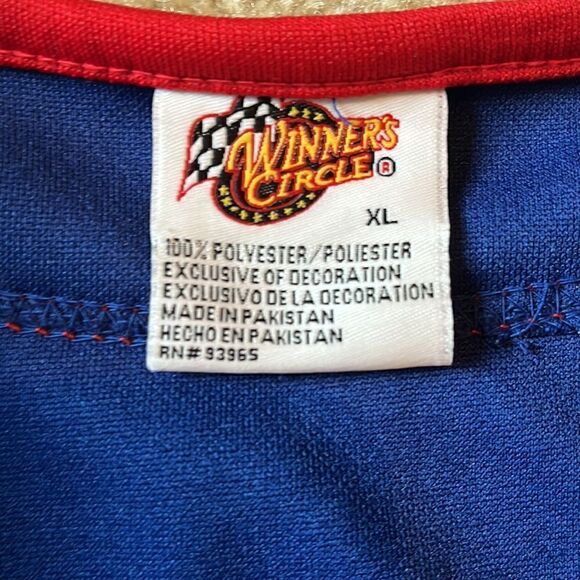 WINNER'S
CIRCLE ®
XL
100% POLYESTER/POLIESTER
EXCLUSIVE OF DECORATION
EXCLUSIVO DE LA DECORATION
MADE IN PAKISTAN
HECHO EN PAKISTAN
RN# 93965